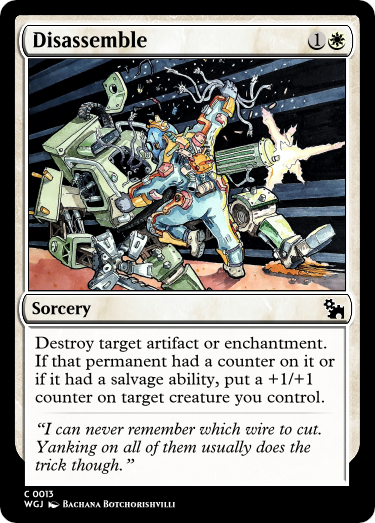 Disassemble 1
Sorcery
Destroy target artifact or enchantment.
If that permanent had a counter on it or
if it had a salvage ability, put a +1/+1
counter on target creature you control.
“I can never remember which wire to cut.
Yanking on all of them usually does the
trick though.”
C 0013
WGJ Bachana Botchorishvilli